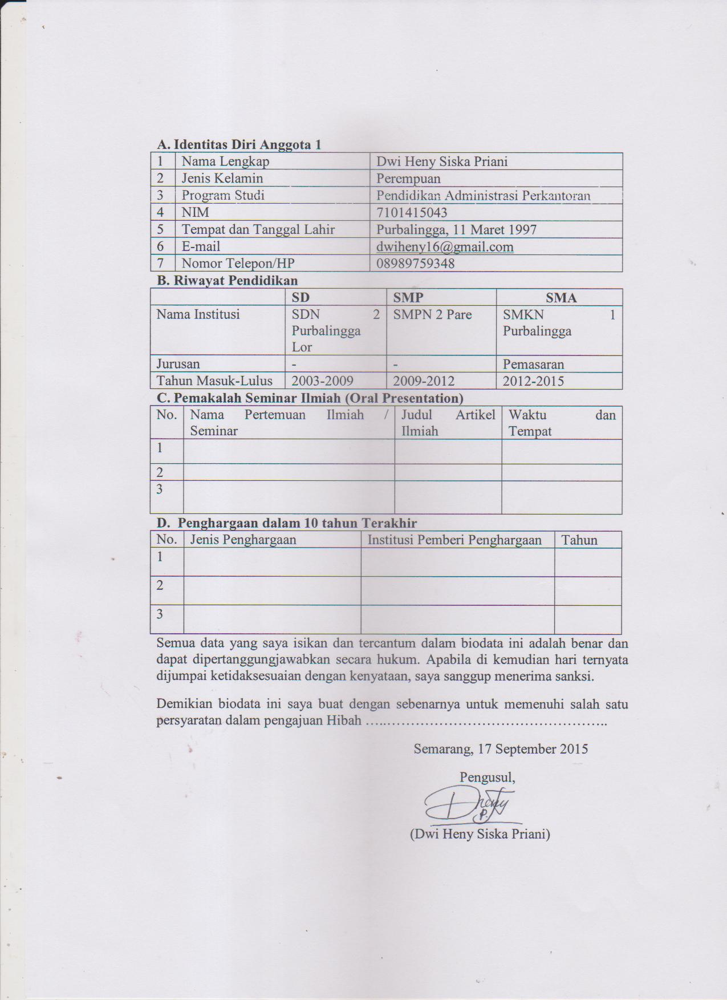 A. Identitas Diri Anggota 1
1 Nama Lengkap Dwi Heny Siska Priani
2 Jenis Kelamin Perempuan
3 Program Studi Pendidikan Administrasi Perkantoran
4 NIM 7101415043
5 Tempat dan Tanggal Lahir Purbalingga, 11 Maret 1997
6 E-mail dwiheny16@gmail.com
7 Nomor Telepon/HP 08989759348
B. Riwayat Pendidikan
SD SMP SMA
Nama Institusi SDN 2 SMPN 2 Pare SMKN 1
Purbalingga Purbalingga
Lor
Jurusan - - Pemasaran
Tahun Masuk-Lulus 2003-2009 2009-2012 2012-2015
C. Pemakalah Seminar Ilmiah (Oral Presentation)
No. Nama Pertemuan Ilmiah / Judul Artikel Waktu dan
Seminar Ilmiah Tempat
1
2
3
D. Penghargaan dalam 10 tahun Terakhir
No. Jenis Penghargaan Institusi Pemberi Penghargaan Tahun
1
2
3
Semua data yang saya isikan dan tercantum dalam biodata ini adalah benar dan
dapat dipertanggungjawabkan secara hukum. Apabila di kemudian hari ternyata
dijumpai ketidaksesuaian dengan kenyataan, saya sanggup menerima sanksi.
Demikian biodata ini saya buat dengan sebenarnya untuk memenuhi salah satu
persyaratan dalam pengajuan Hibah ………………………………………………..
Semarang, 17 September 2015
Pengusul,
Dheny
P.
(Dwi Heny Siska Priani)